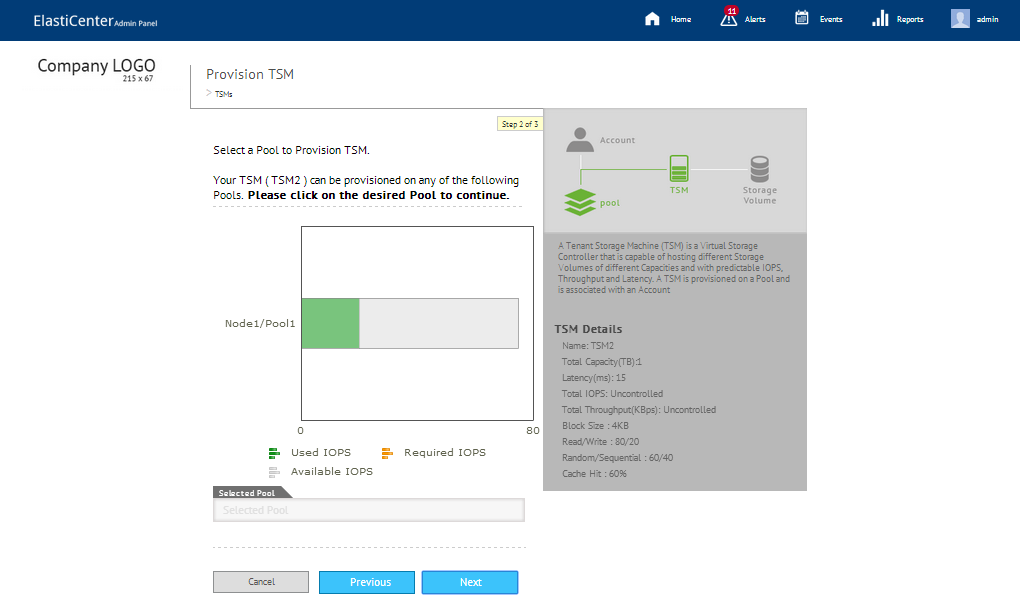 ElastiCenter Admin Panel
Home
11
Alerts
Events
Reports
admin
Company LOGO
215 x 67
Provision TSM
> TSMs
Step 2 of 3
Select a Pool to Provision TSM.
Your TSM ( TSM2 ) can be provisioned on any of the following
Pools. Please click on the desired Pool to continue.
Node1/Pool1
0
80
Used IOPS
Required IOPS
Available IOPS
Selected Pool
Selected Pool
Cancel
Previous
Next
Account
TSM
Storage
Volume
pool
A Tenant Storage Machine (TSM) is a Virtual Storage
Controller that is capable of hosting different Storage
Volumes of different Capacities and with predictable IOPS,
Throughput and Latency. A TSM is provisioned on a Pool and
is associated with an Account
TSM Details
Name: TSM2
Total Capacity(TB):1
Latency(ms): 15
Total IOPS: Uncontrolled
Total Throughput(KBps): Uncontrolled
Block Size : 4KB
Read/Write : 80/20
Random/Sequential : 60/40
Cache Hit : 60%